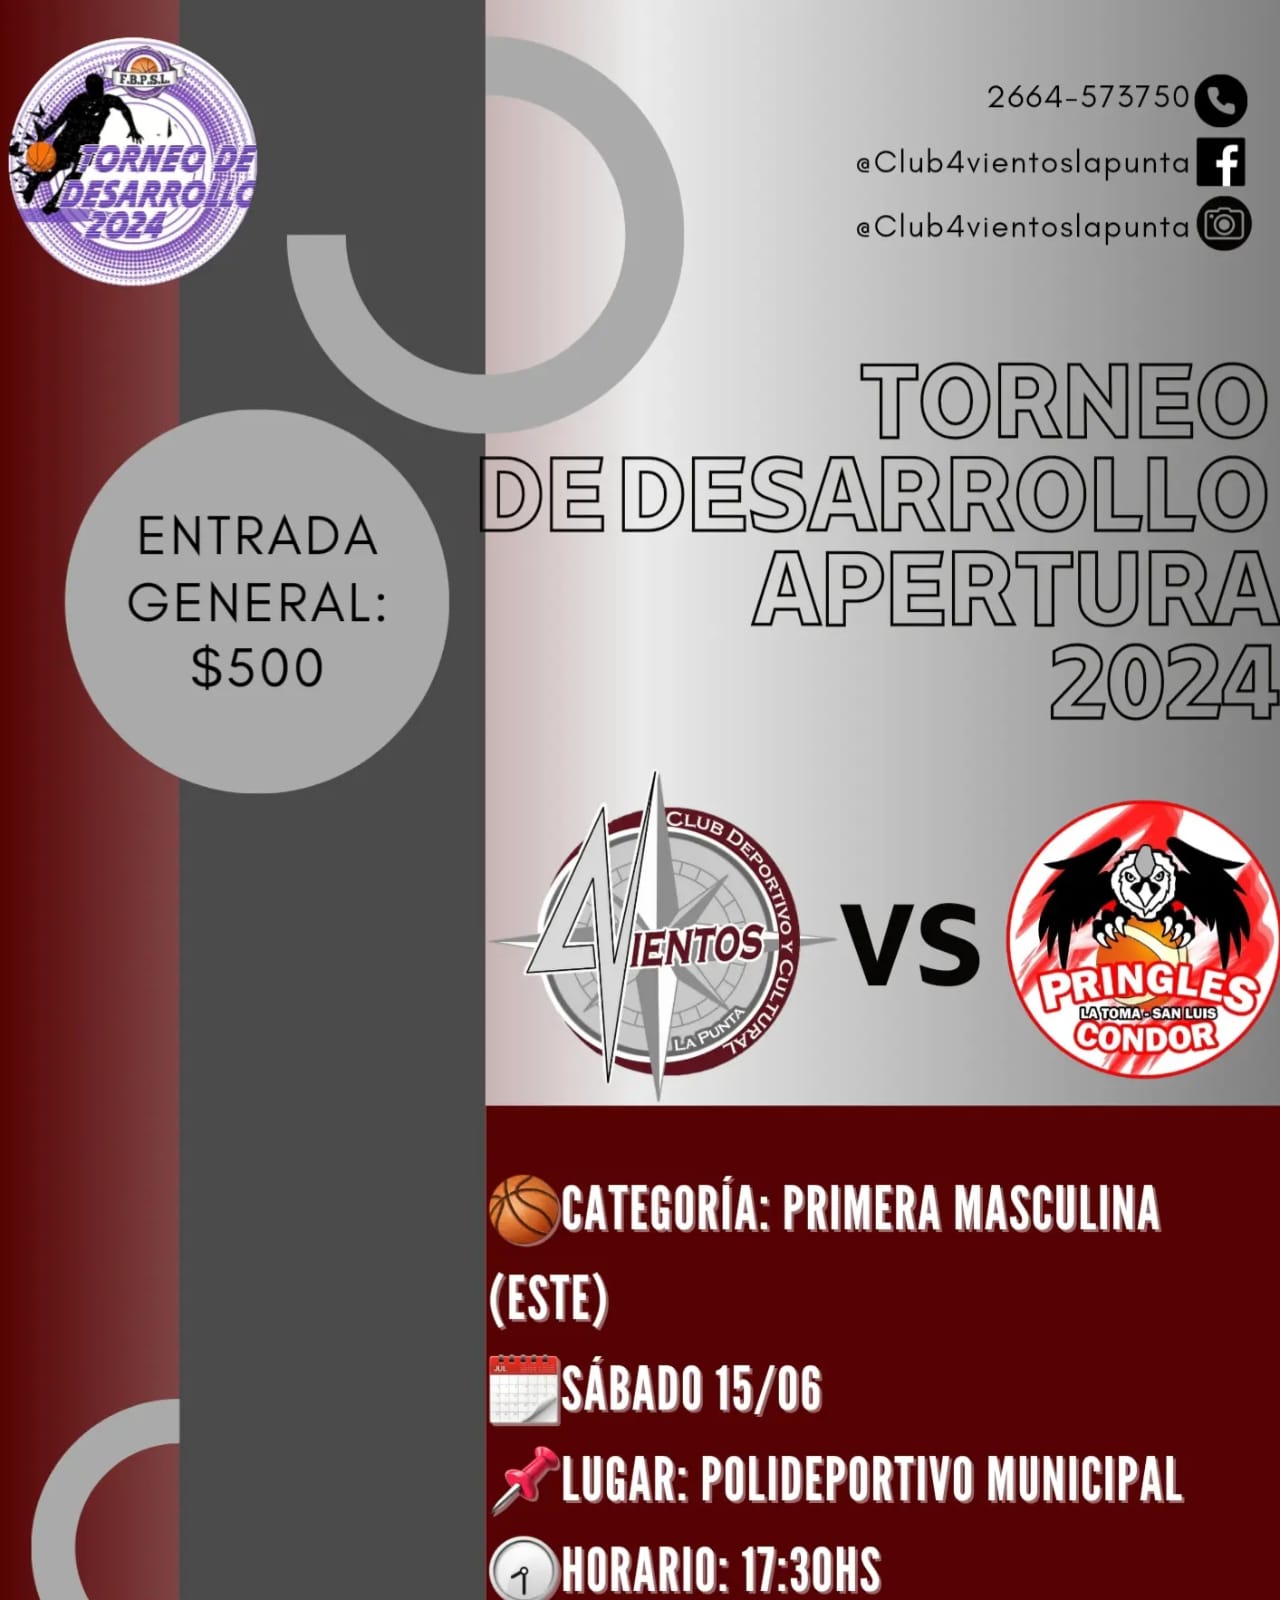 F.B.P.S.L.
TORNEO DE
DESARROLLO
2024
2664-573750
@Club4vientoslapunta
@Club4vientoslapunta
TORNEO
DE DESARROLLO
APERTURA
2024
ENTRADA
GENERAL:
$500
CLUB DEPORTIVO Y CULTURAL
4VIENTOS
LA PUNTA
VS
PRINGLES
LA TOMA - SAN LUIS
CONDOR
CATEGORÍA: PRIMERA MASCULINA
(ESTE)
JUL
SÁBADO 15/06
LUGAR: POLIDEPORTIVO MUNICIPAL
HORARIO: 17:30HS